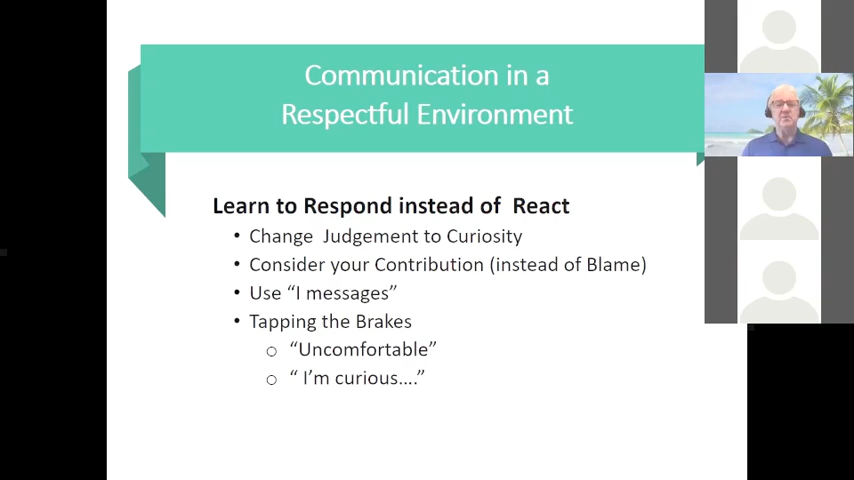 Communication in a
Respectful Environment
Learn to Respond instead of  React
• Change  Judgement to Curiosity
• Consider your Contribution (instead of Blame)
• Use “I messages”
• Tapping the Brakes
o “Uncomfortable”
o “ I’m curious....”